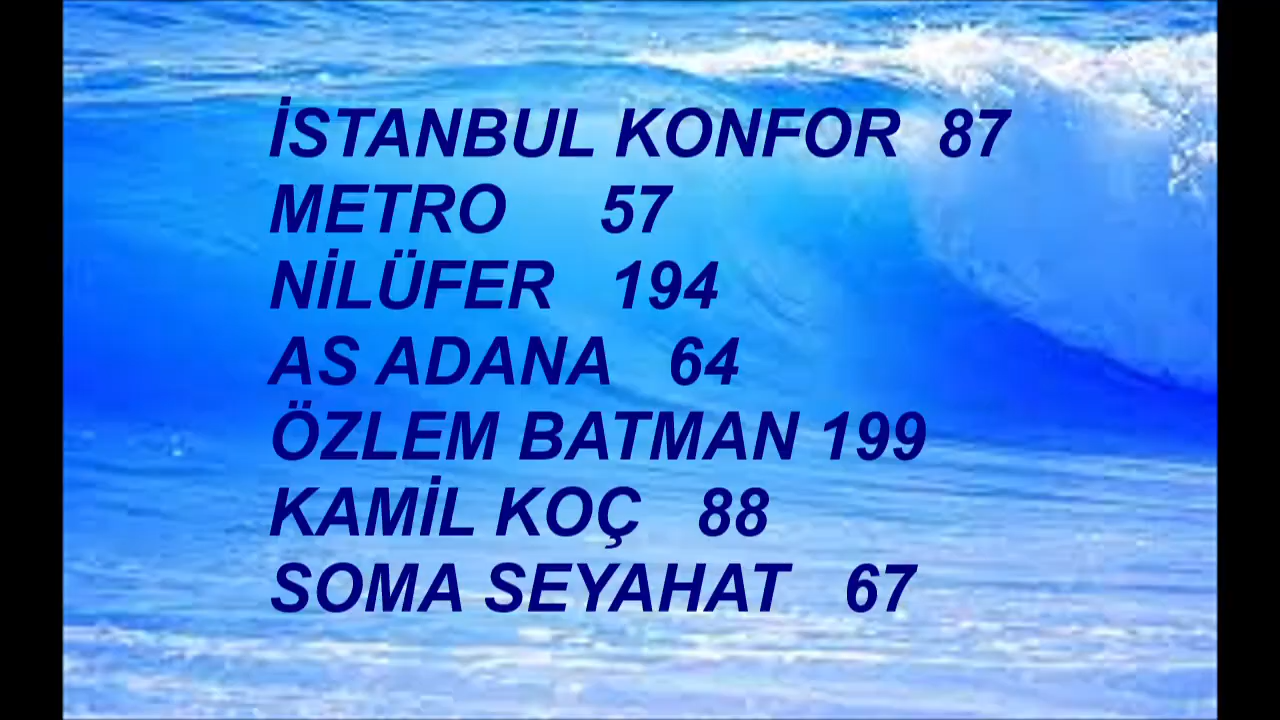 İSTANBUL KONFOR 87
METRO 57
NİLÜFER 194
AS ADANA 64
ÖZLEM BATMAN 199
KAMİL KOÇ 88
SOMA SEYAHAT 67